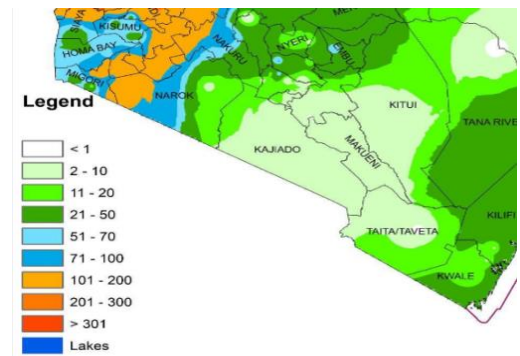 SIAYA
KISUMU
HOMA BAY
MIGORI
NAROK
NAKURU
NYERI
EMBU
KITUI
TANA RIVE
KAJIADO
MAKUENI
TAITA/TAVETA
KILIFI
KWALE
Legend
< 1
2 - 10
11 - 20
21 - 50
51 - 70
71 - 100
101 - 200
201 - 300
> 301
Lakes